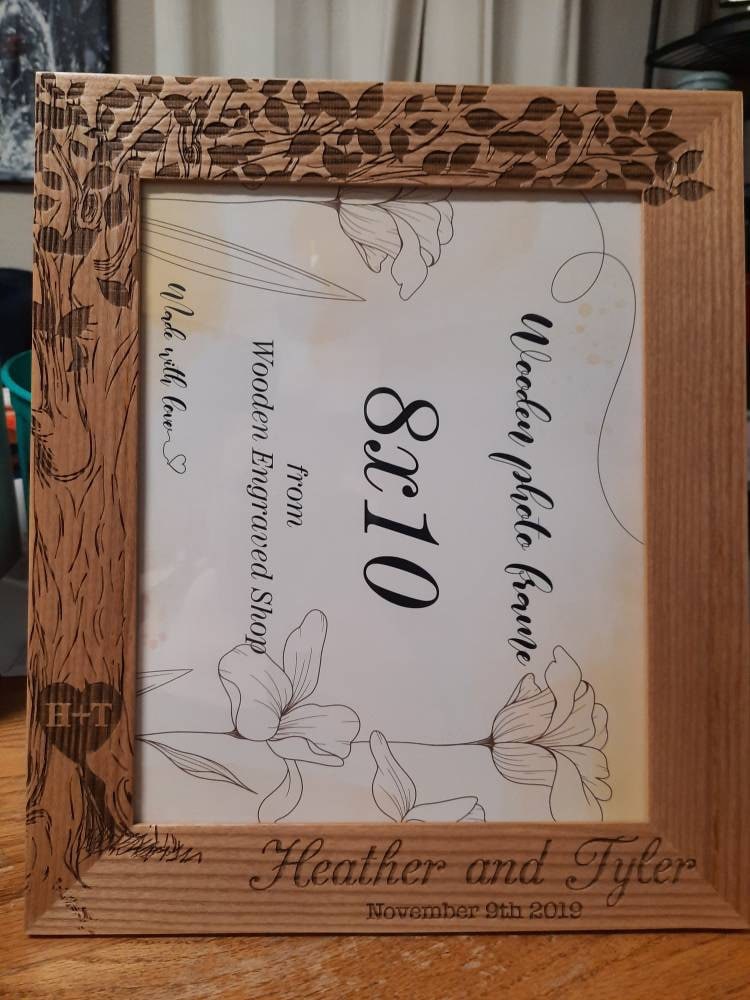 Wooden photo frame
8x10
from
Wooden Engraved Shop
Made with love
H+T
Heather and Tyler
November 9th 2019